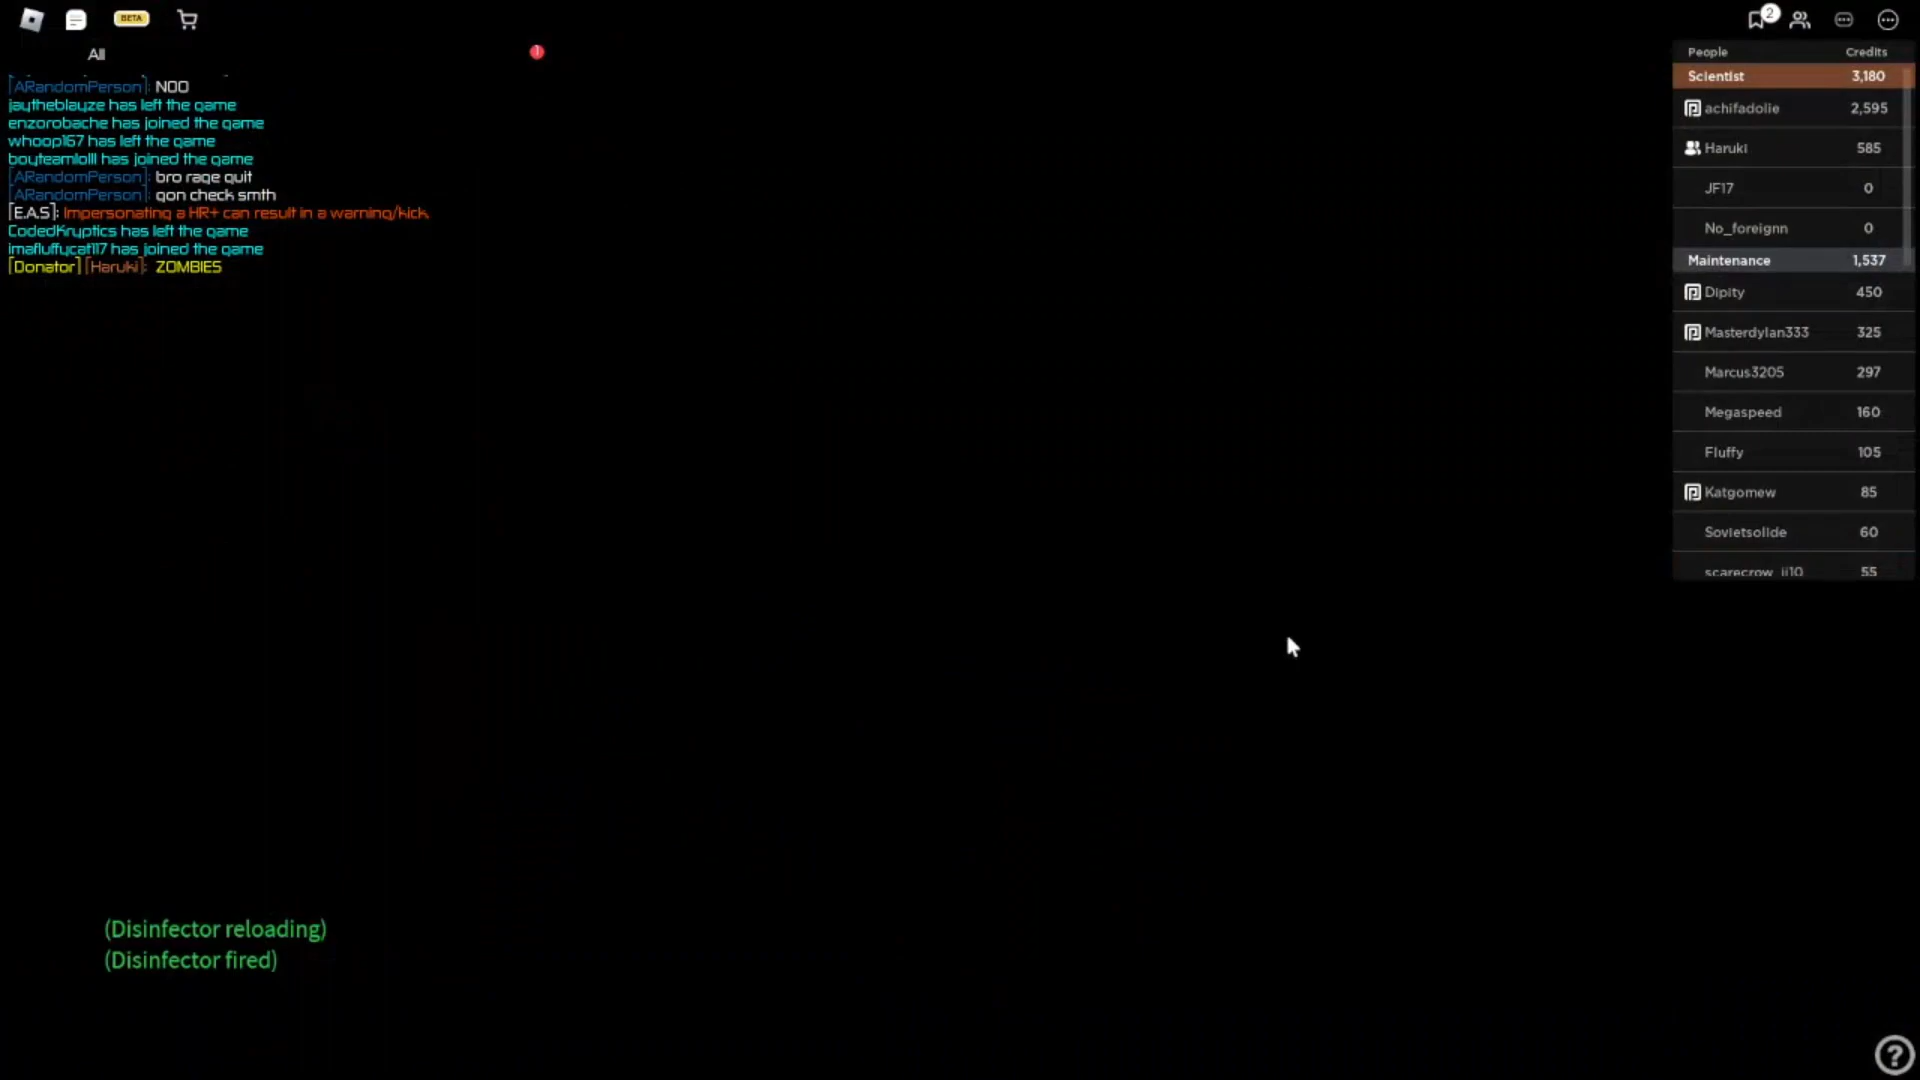 BETA
2
All
1
[ARandomPerson]: NOO
jaytheblayze has left the game
enzorobache has joined the game
whoop167 has left the game
boyteamlolll has joined the game
[ARandomPerson]: bro rage quit
[ARandomPerson]: gon check smth
[E.A.S]: Impersonating a HR+ can result in a warning/kick.
CodedKryptics has left the game
imafluffycat117 has joined the game
[Donator] [Haruki]: ZOMBIES
People Credits
Scientist 3,180
achifadolie 2,595
Haruki 585
JF17 0
No_foreignn 0
Maintenance 1,537
Dipity 450
Masterdylan333 325
Marcus3205 297
Megaspeed 160
Fluffy 105
Katgomew 85
Sovietsolide 60
scarecrow_jj10 55
(Disinfector reloading)
(Disinfector fired)
?